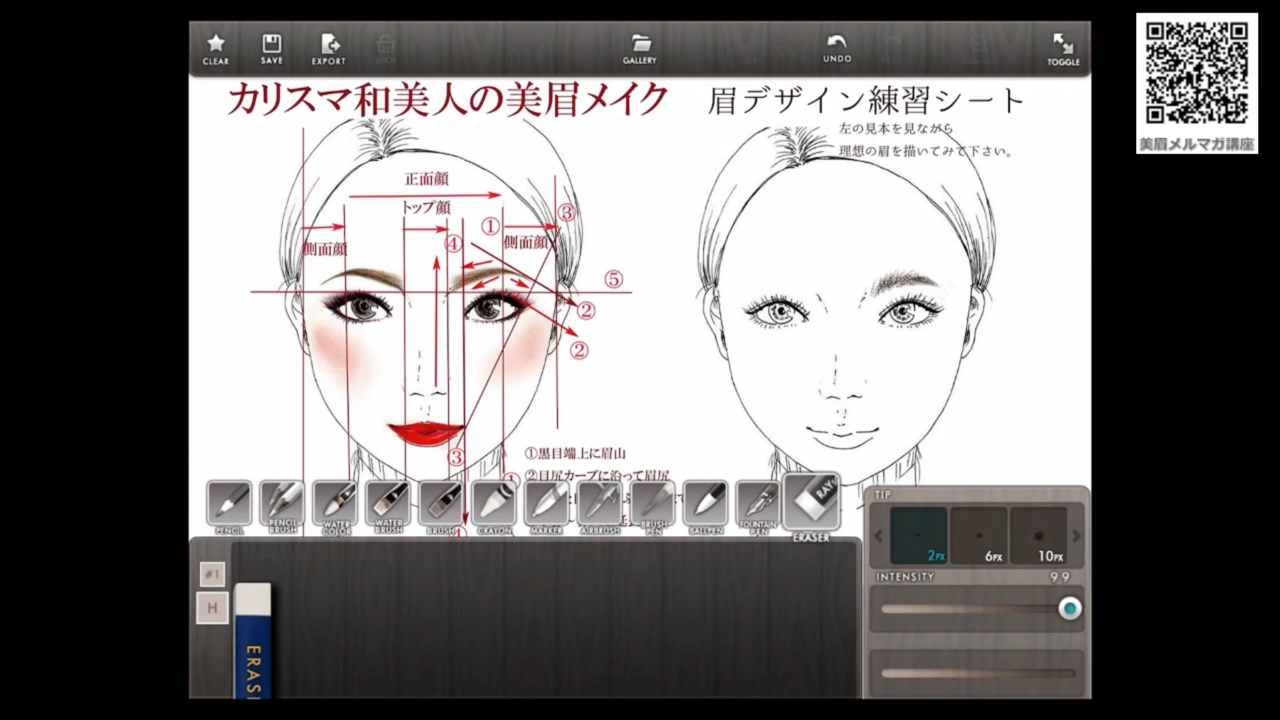 CLEAR
SAVE
EXPORT
GALLERY
UNDO
TOGGLE
美眉メルマガ講座
カリスマ和美人の美眉メイク
眉デザイン練習シート
左の見本を見ながら
理想の眉を描いてみて下さい。
正面顔
トップ顔
① ③
側面顔 ④ 側面顔
⑤
②
②
③
①黒目端上に眉山
②目尻カーブに沿って眉尻
PENCIL
PENCIL BRUSH
WATER COLOR
WATER BRUSH
BRUSH
CRAYON
MARKER
AIRBRUSH
BRUSH PEN
BALLPEN
FOUNTAIN PEN
ERASER
TIP
2PX 6PX 10PX
INTENSITY 99
#1
H
ERAS